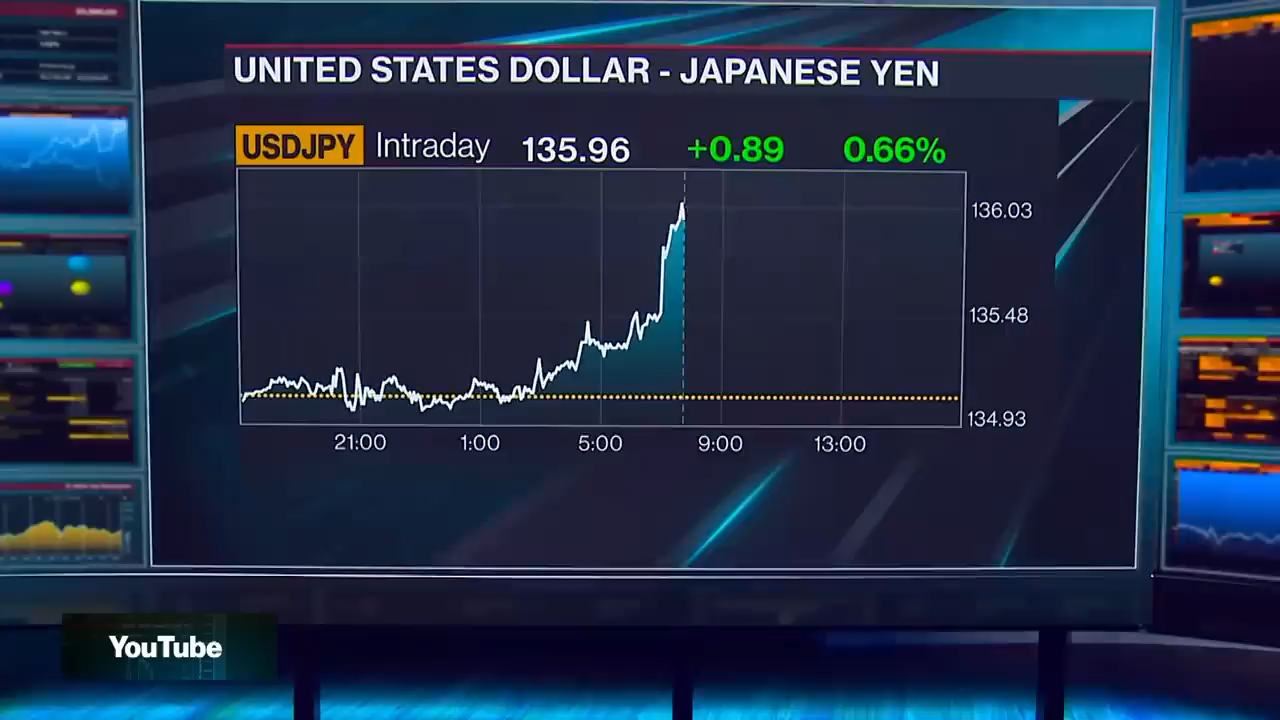 UNITED STATES DOLLAR - JAPANESE YEN
USDJPY Intraday 135.96 +0.89 0.66%
136.03
135.48
134.93
21:00 1:00 5:00 9:00 13:00
YouTube